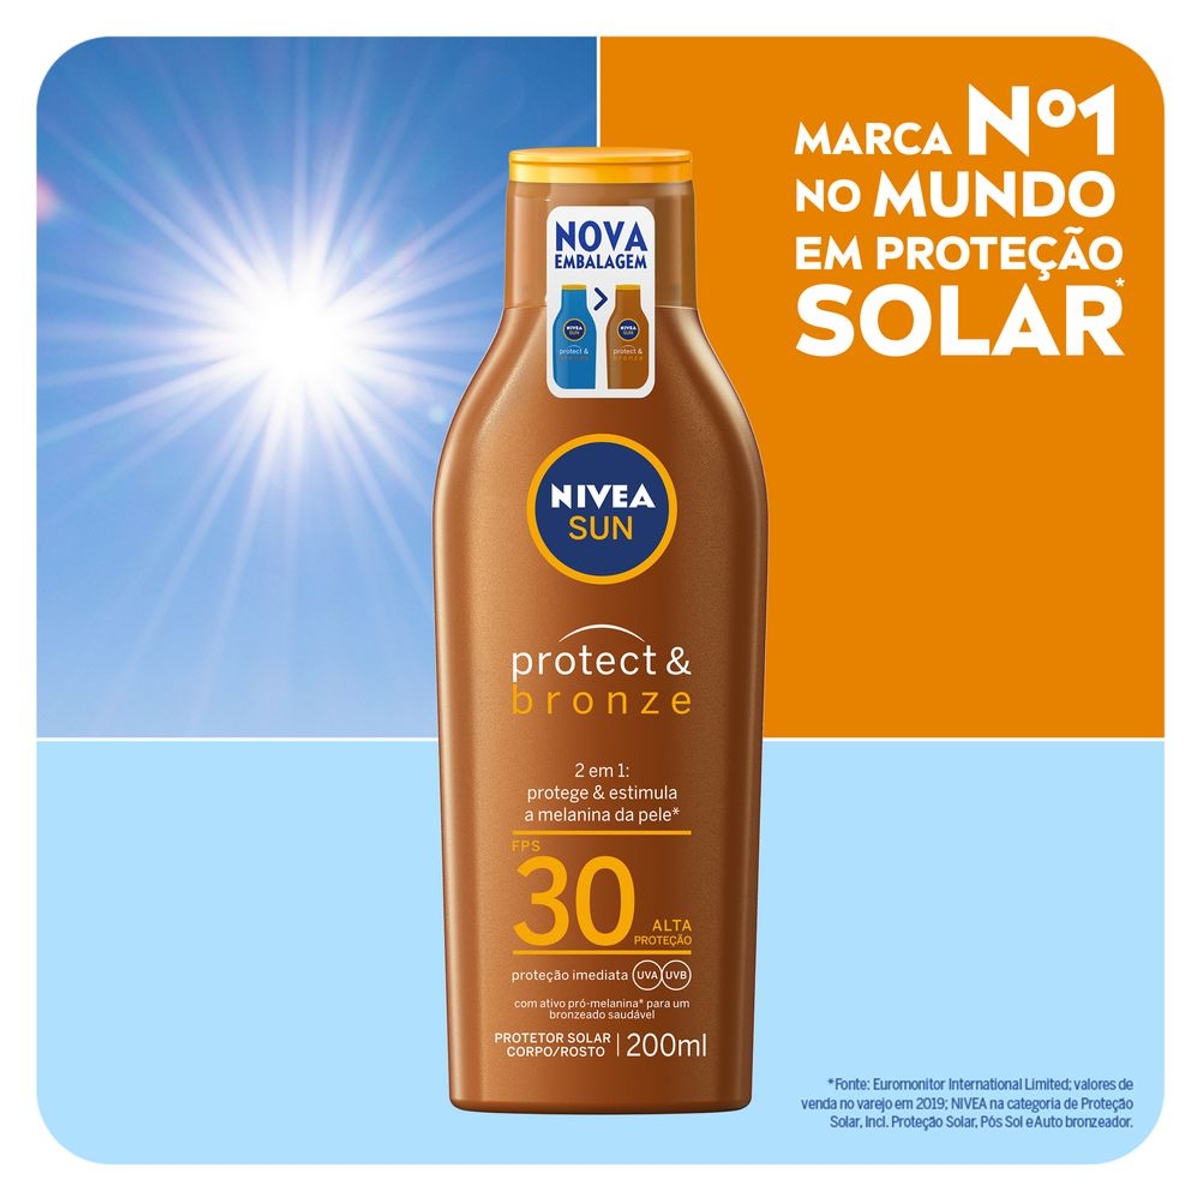 MARCA Nº1
NO MUNDO
EM PROTEÇÃO
SOLAR*
NOVA
EMBALAGEM
>
NIVEA
SUN
protect &
bronze
NIVEA
SUN
protect &
bronze
NIVEA
SUN
protect &
bronze
2 em 1:
protege & estimula
a melanina da pele*
FPS
30
ALTA
PROTEÇÃO
proteção imediata UVA UVB
com ativo pró-melanina* para um
bronzeado saudável
PROTETOR SOLAR
CORPO/ROSTO | 200ml
*Fonte: Euromonitor International Limited; valores de
venda no varejo em 2019; NIVEA na categoria de Proteção
Solar, Incl. Proteção Solar, Pós Sol e Auto bronzeador.